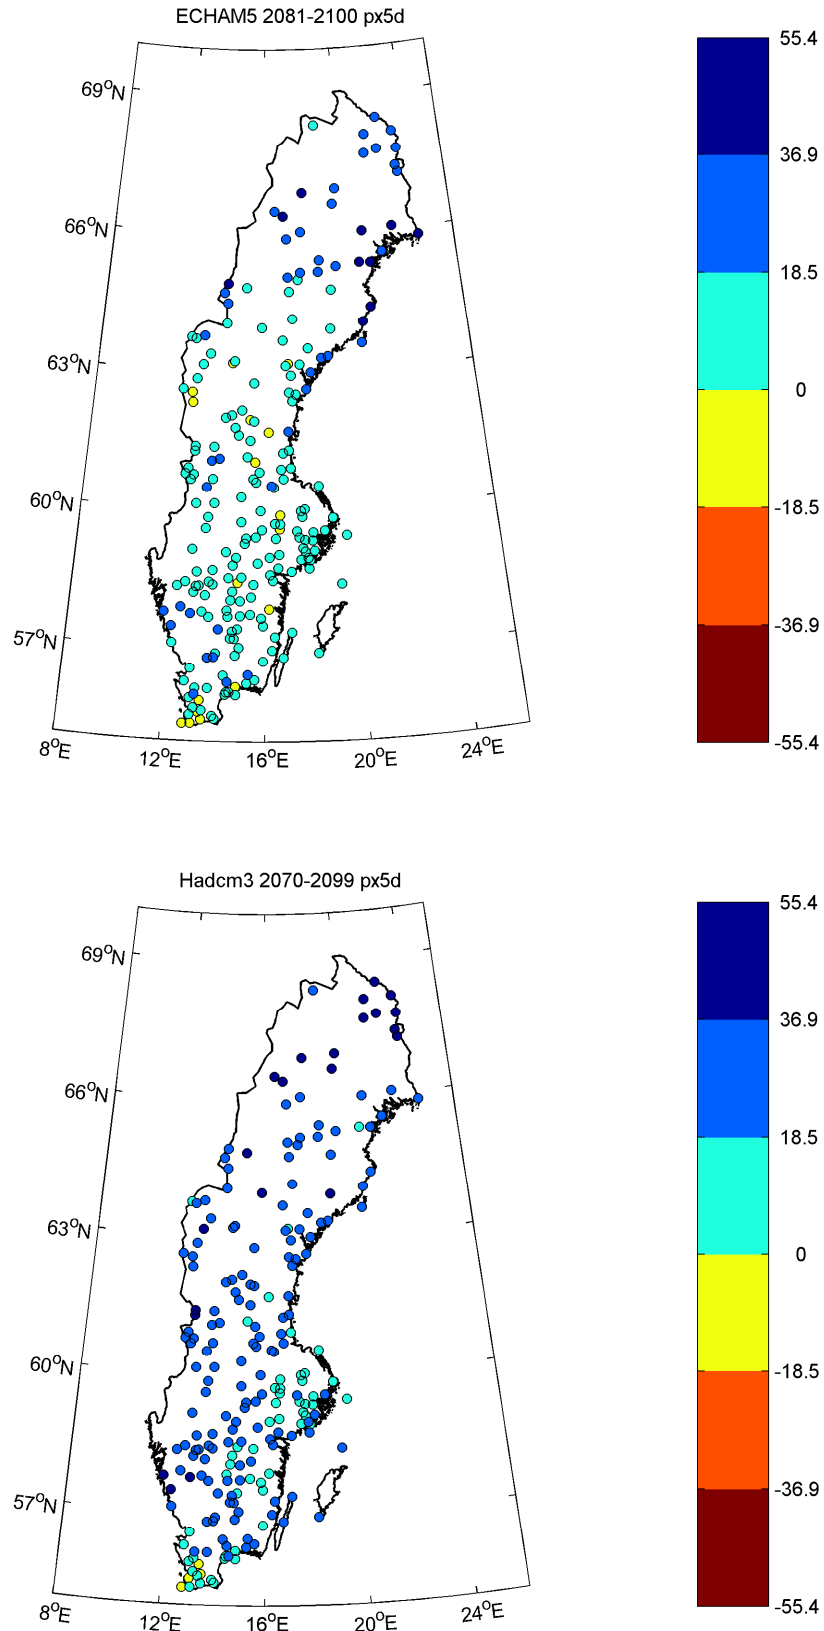 ECHAM5 2081-2100 px5d
69°N
66°N
63°N
60°N
57°N
8°E
12°E
16°E
20°E
24°E
55.4
36.9
18.5
0
-18.5
-36.9
-55.4
Hadcm3 2070-2099 px5d
69°N
66°N
63°N
60°N
57°N
8°E
12°E
16°E
20°E
24°E
55.4
36.9
18.5
0
-18.5
-36.9
-55.4